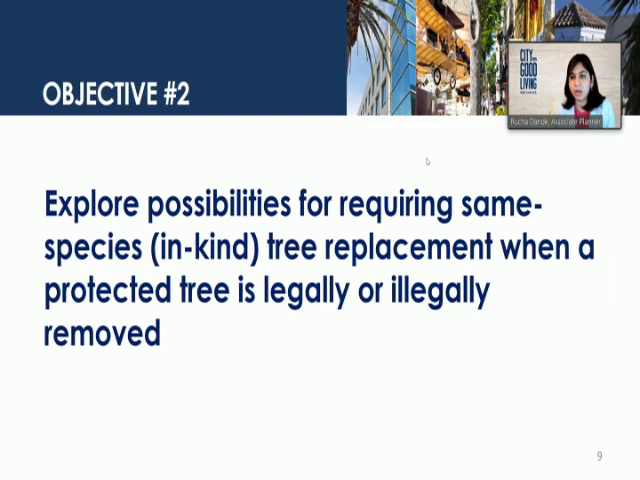 OBJECTIVE #2
CITY
GOOD
LIVING
Rucha Dande, Associate Planner
Explore possibilities for requiring same-
species (in-kind) tree replacement when a
protected tree is legally or illegally
removed
9